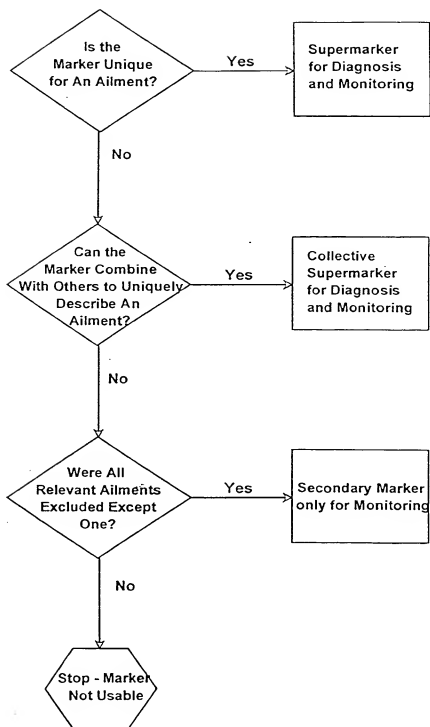 Is the
Marker Unique
for An Ailment?
Yes
Supermarker
for Diagnosis
and Monitoring
No
Can the
Marker Combine
With Others to Uniquely
Describe An
Ailment?
Yes
Collective
Supermarker
for Diagnosis
and Monitoring
No
Were All
Relevant Ailments
Excluded Except
One?
Yes
Secondary Marker
only for Monitoring
No
Stop - Marker
Not Usable